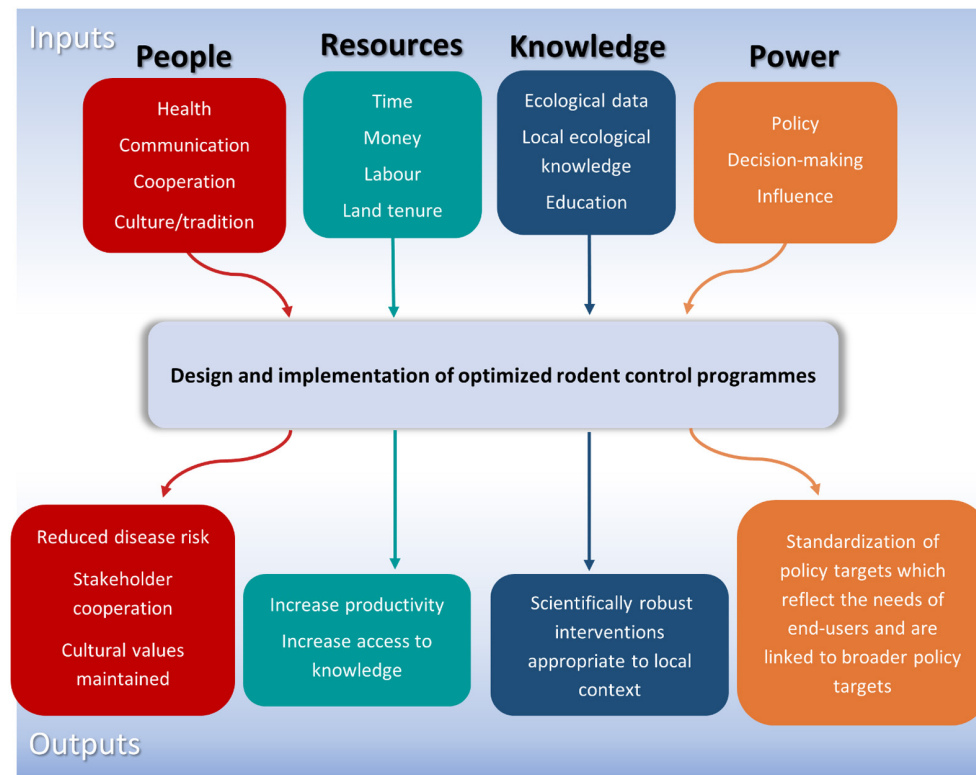 Inputs
People
Resources
Knowledge
Power
Health
Communication
Cooperation
Culture/tradition
Time
Money
Labour
Land tenure
Ecological data
Local ecological
knowledge
Education
Policy
Decision-making
Influence
Design and implementation of optimized rodent control programmes
Reduced disease risk
Stakeholder
cooperation
Cultural values
maintained
Increase productivity
Increase access to
knowledge
Scientifically robust
interventions
appropriate to local
context
Standardization of
policy targets which
reflect the needs of
end-users and are
linked to broader policy
targets
Outputs